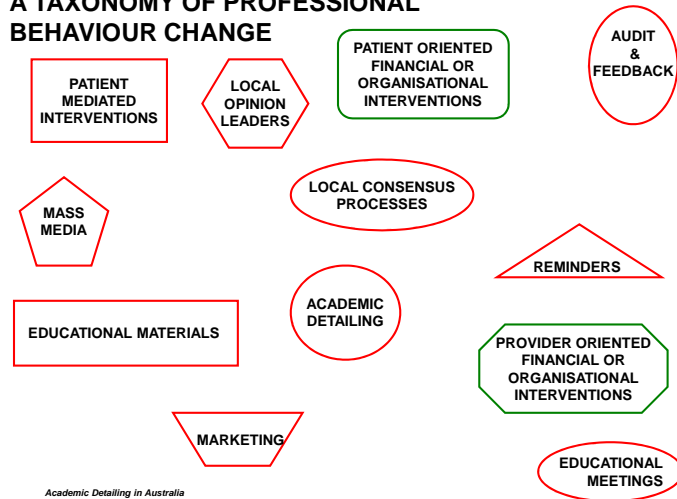 A TAXONOMY OF PROFESSIONAL
BEHAVIOUR CHANGE
PATIENT
MEDIATED
INTERVENTIONS
LOCAL
OPINION
LEADERS
PATIENT ORIENTED
FINANCIAL OR
ORGANISATIONAL
INTERVENTIONS
AUDIT
&
FEEDBACK
MASS
MEDIA
LOCAL CONSENSUS
PROCESSES
REMINDERS
EDUCATIONAL MATERIALS
ACADEMIC
DETAILING
PROVIDER ORIENTED
FINANCIAL OR
ORGANISATIONAL
INTERVENTIONS
MARKETING
EDUCATIONAL
MEETINGS
Academic Detailing in Australia